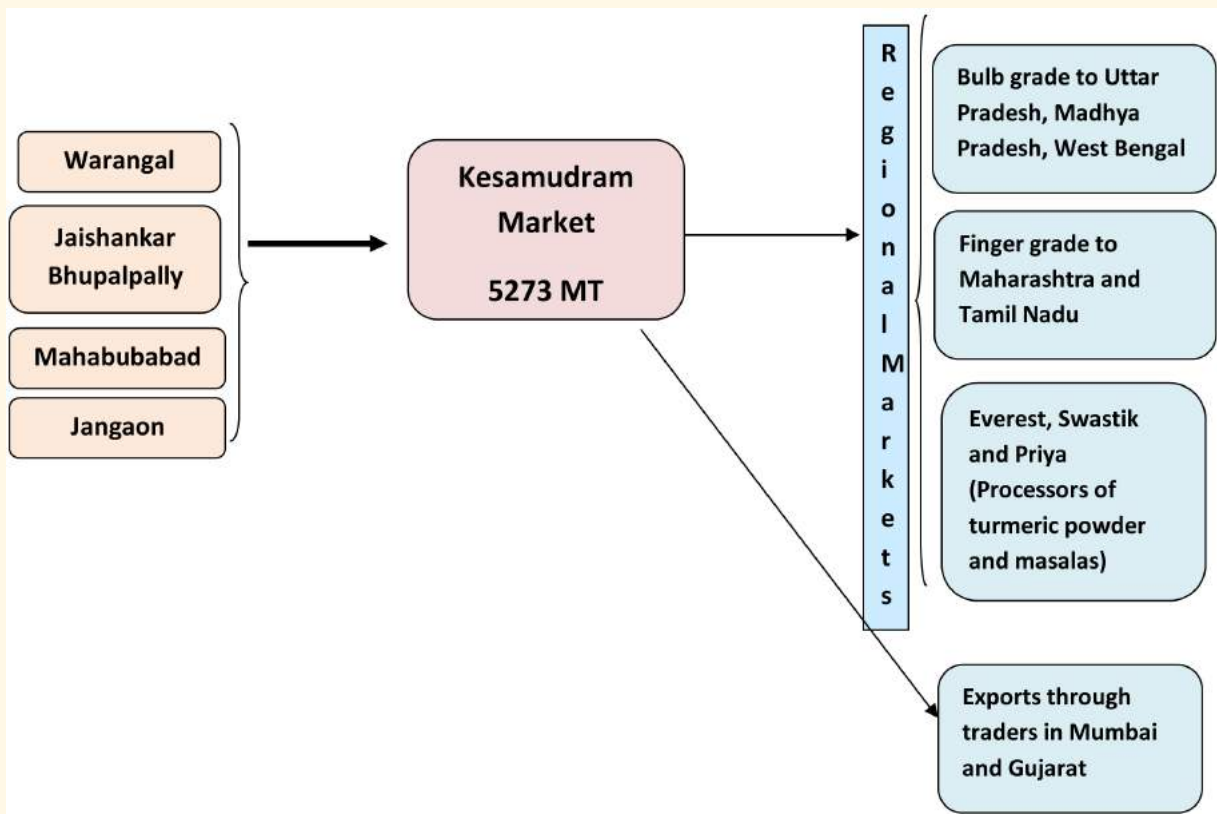 Warangal
Jaishankar
Bhupalpally
Mahabubabad
Jangaon
Kesamudram
Market
5273 MT
Regional Markets
Bulb grade to Uttar
Pradesh, Madhya
Pradesh, West Bengal
Finger grade to
Maharashtra and
Tamil Nadu
Everest, Swastik
and Priya
(Processors of
turmeric powder
and masalas)
Exports through
traders in Mumbai
and Gujarat